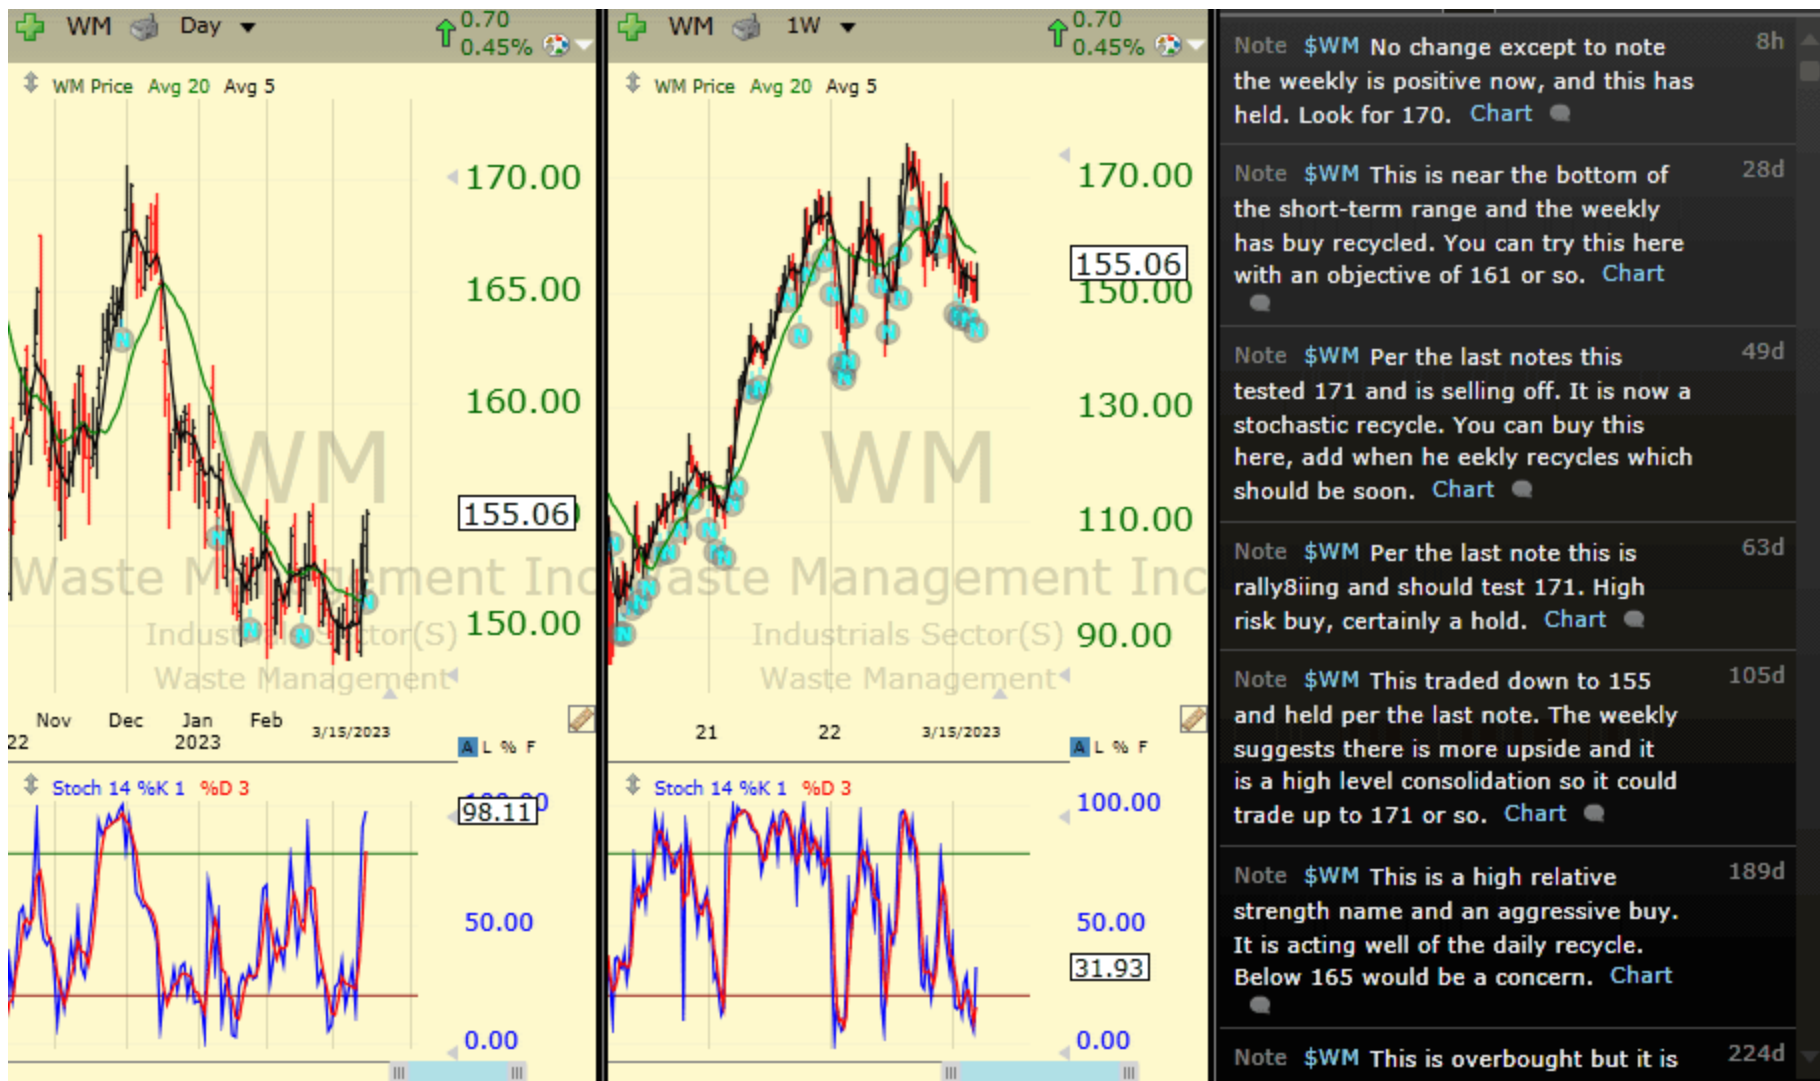 WM Day
0.70
0.45%
WM Price Avg 20 Avg 5
170.00
165.00
160.00
155.06
150.00
WM
Waste Management Inc
Industrials Sector(S)
Waste Management
Nov Dec Jan Feb
22 2023 3/15/2023
A L % F
Stoch 14 %K 1 %D 3
98.11
50.00
0.00
WM 1W
0.70
0.45%
WM Price Avg 20 Avg 5
170.00
155.06
150.00
130.00
110.00
90.00
WM
Waste Management Inc
Industrials Sector(S)
Waste Management
21 22 3/15/2023
A L % F
Stoch 14 %K 1 %D 3
100.00
50.00
31.93
0.00
Note $WM No change except to note 8h
the weekly is positive now, and this has
held. Look for 170. Chart
Note $WM This is near the bottom of 28d
the short-term range and the weekly
has buy recycled. You can try this here
with an objective of 161 or so. Chart
Note $WM Per the last notes this 49d
tested 171 and is selling off. It is now a
stochastic recycle. You can buy this
here, add when he eekly recycles which
should be soon. Chart
Note $WM Per the last note this is 63d
rally8iing and should test 171. High
risk buy, certainly a hold. Chart
Note $WM This traded down to 155 105d
and held per the last note. The weekly
suggests there is more upside and it
is a high level consolidation so it could
trade up to 171 or so. Chart
Note $WM This is a high relative 189d
strength name and an aggressive buy.
It is acting well of the daily recycle.
Below 165 would be a concern. Chart
Note $WM This is overbought but it is 224d